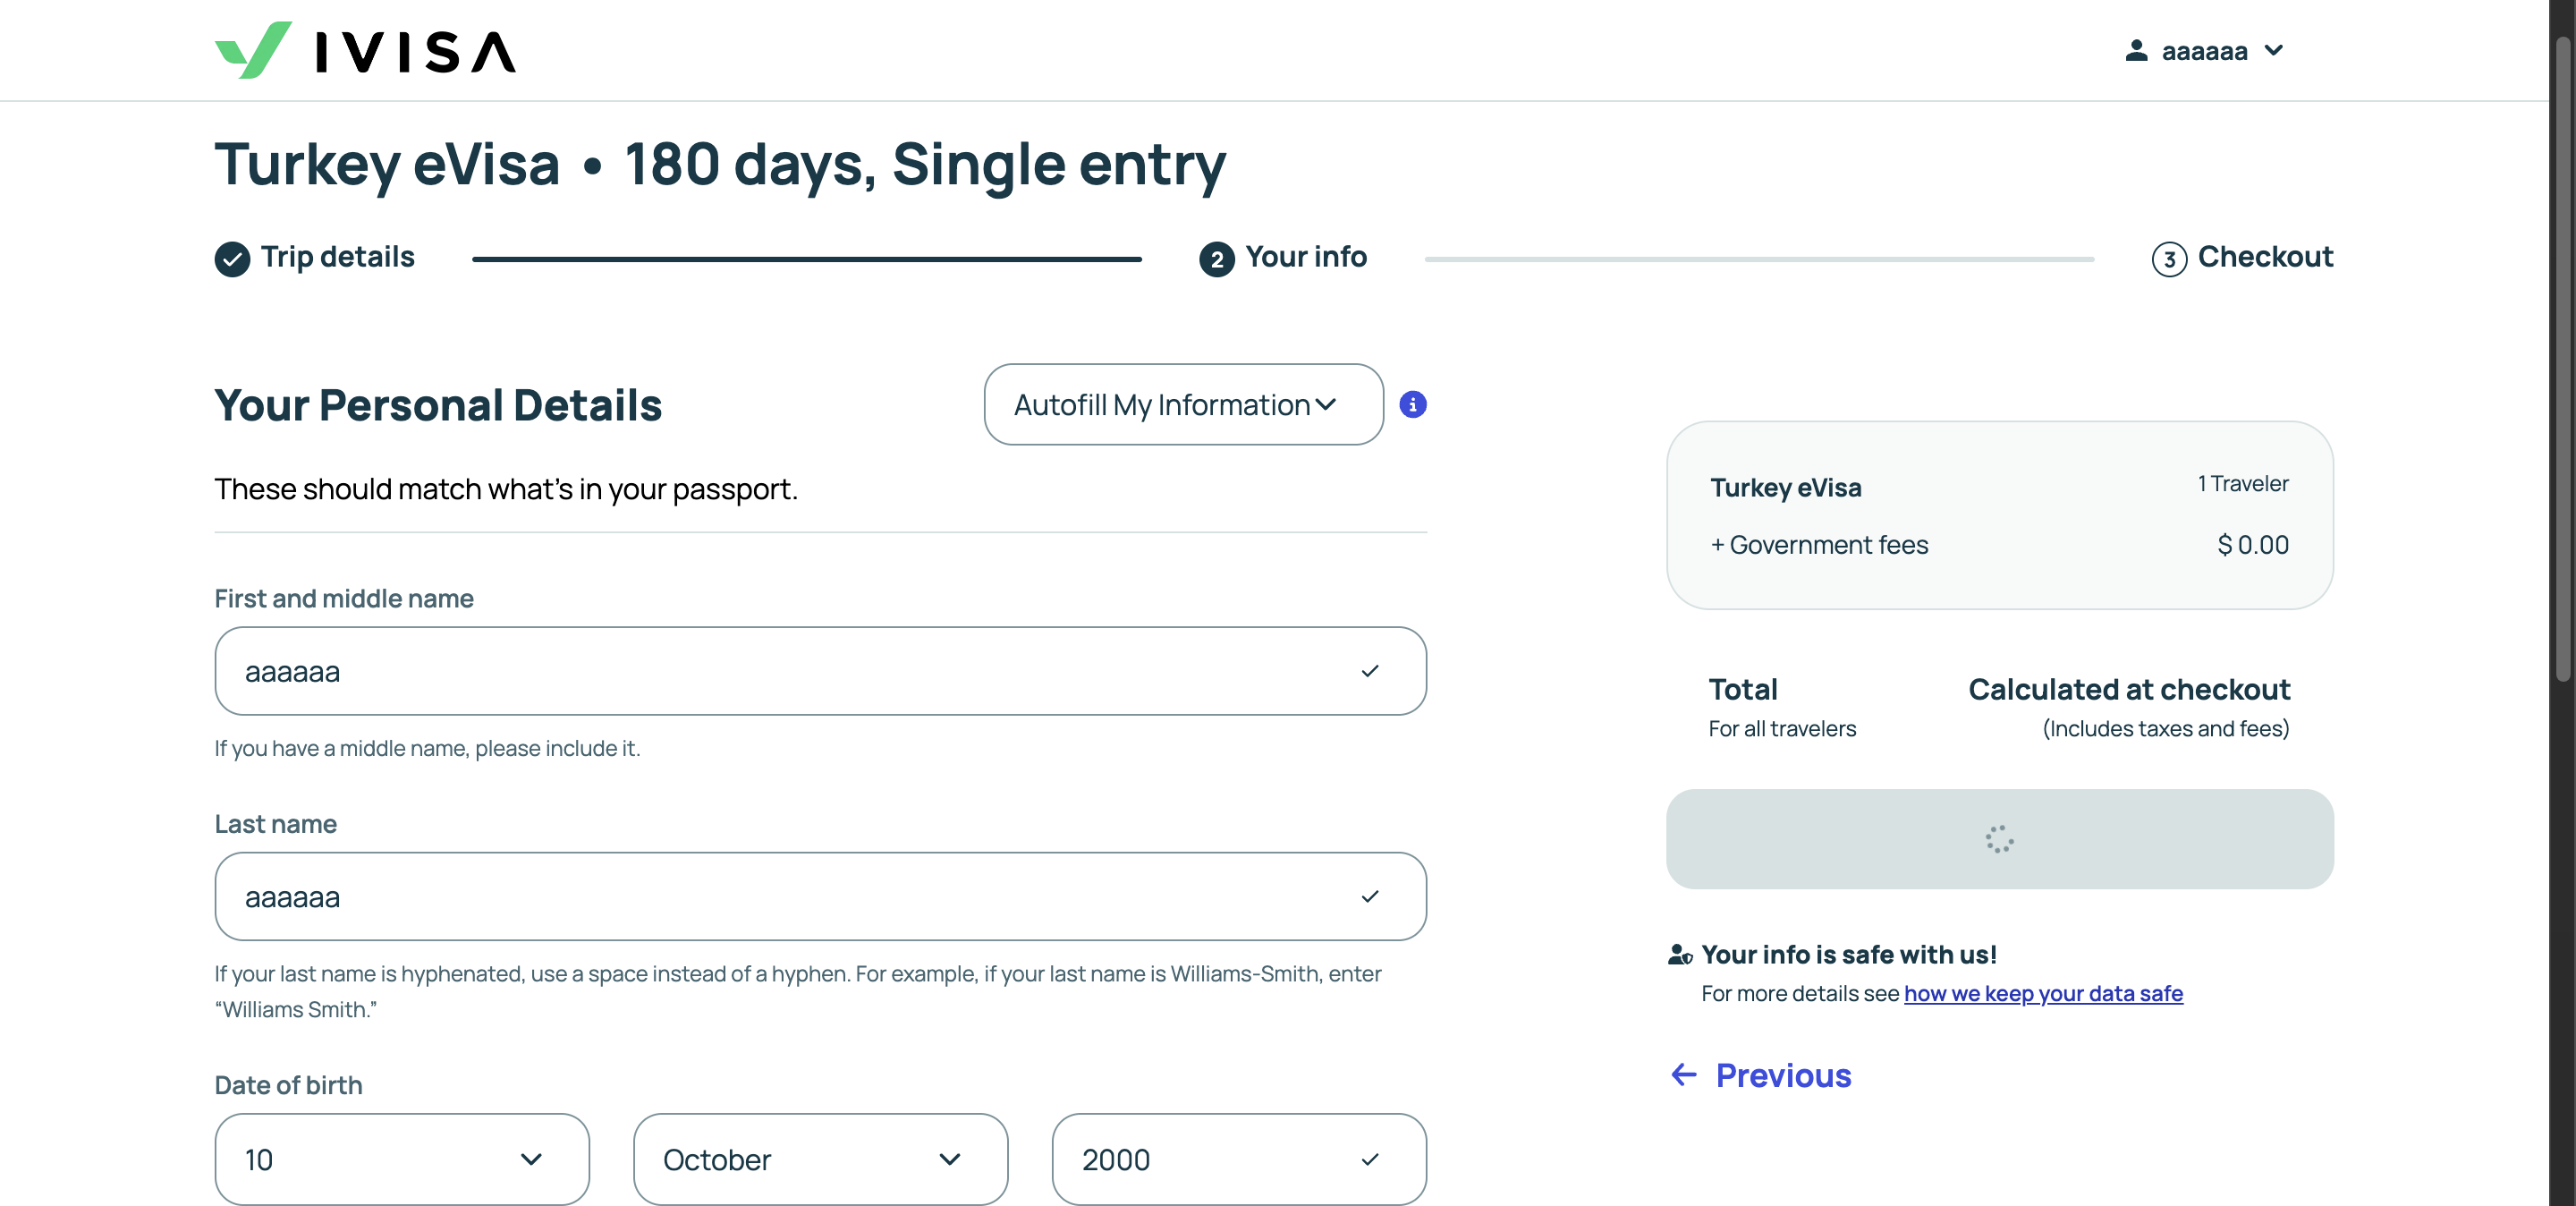 IVISA
aaaaaa
Turkey eVisa • 180 days, Single entry
Trip details
2 Your info
3 Checkout
Your Personal Details
Autofill My Information
These should match what's in your passport.
First and middle name
aaaaaa
If you have a middle name, please include it.
Last name
aaaaaa
If your last name is hyphenated, use a space instead of a hyphen. For example, if your last name is Williams-Smith, enter
“Williams Smith.”
Date of birth
10
October
2000
Turkey eVisa
1 Traveler
+ Government fees
$ 0.00
Total
Calculated at checkout
For all travelers
(Includes taxes and fees)
Your info is safe with us!
For more details see how we keep your data safe
Previous